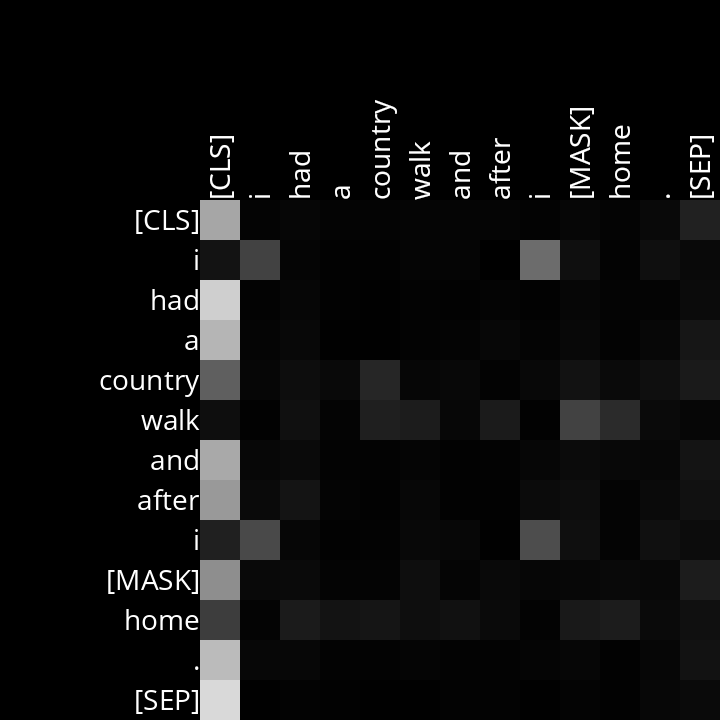 [CLS] i had a country walk and after i [MASK] home . [SEP]
[CLS]
i
had
a
country
walk
and
after
i
[MASK]
home
.
[SEP]